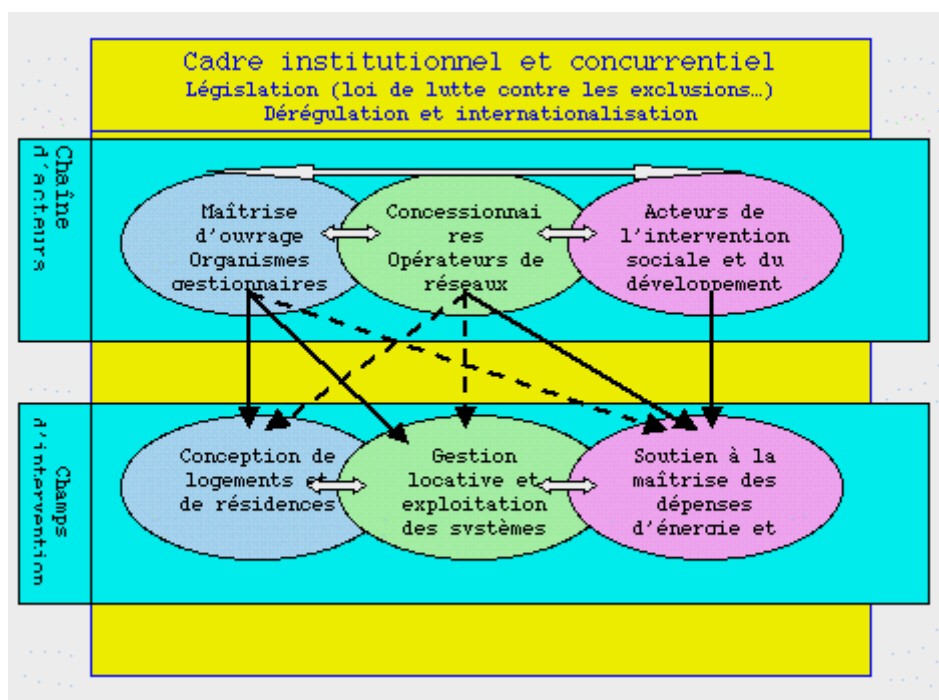 Cadre institutionnel et concurrentiel
Législation (loi de lutte contre les exclusions…)
Dérégulation et internationalisation
Chaîne
d'acteurs
Maîtrise
d'ouvrage
Organismes
gestionnaires
Concessionnai
res
Opérateurs de
réseaux
Acteurs de
l'intervention
sociale et du
développement
Champs
d'intervention
Conception de
logements et
de résidences
Gestion
locative et
exploitation
des systèmes
Soutien à la
maîtrise des
dépenses
d'énergie et